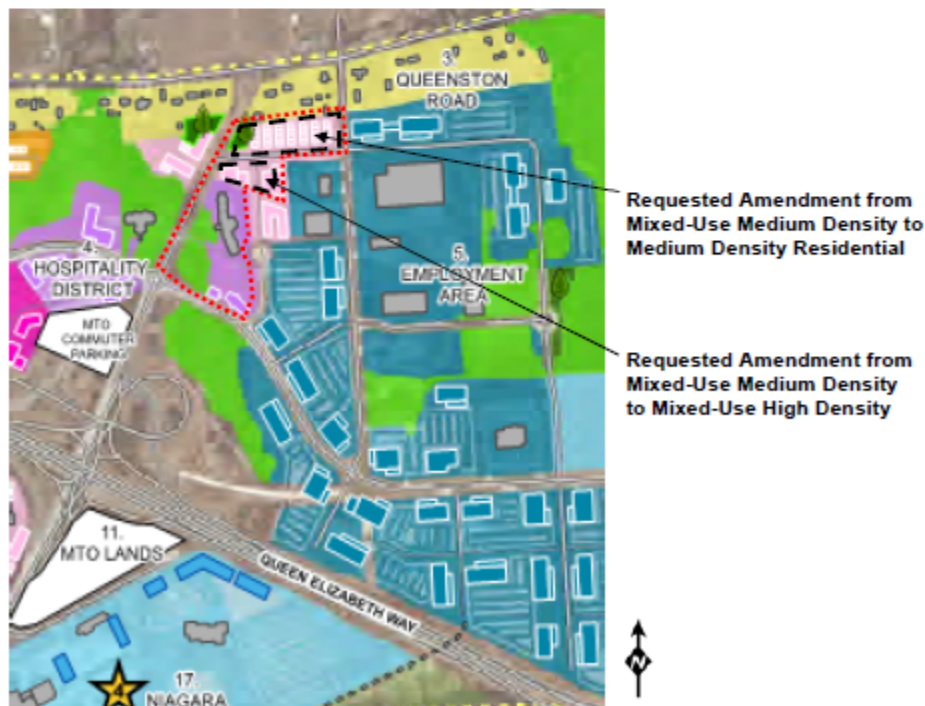 3.
QUEENSTON
ROAD
Requested Amendment from
Mixed-Use Medium Density to
Medium Density Residential
4.
HOSPITALITY
DISTRICT
5.
EMPLOYMENT
AREA
MTO
COMMUTER
PARKING
Requested Amendment from
Mixed-Use Medium Density
to Mixed-Use High Density
11.
MTO LANDS
QUEEN ELIZABETH WAY
N
4
17.
NIAGARA